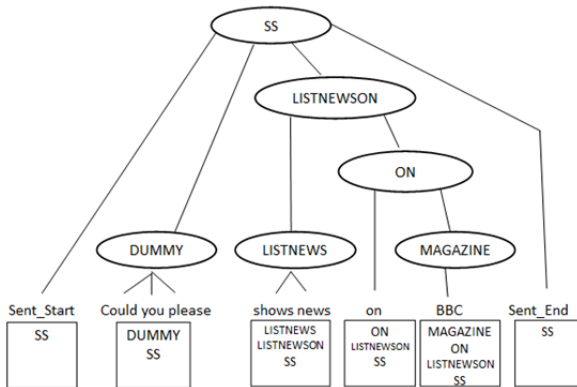 SS
LISTNEWSON
ON
DUMMY LISTNEWS MAGAZINE
Sent_Start Could you please shows news on BBC Sent_End
SS DUMMY LISTNEWS ON MAGAZINE SS
SS LISTNEWSON LISTNEWSON ON
SS SS LISTNEWSON
SS